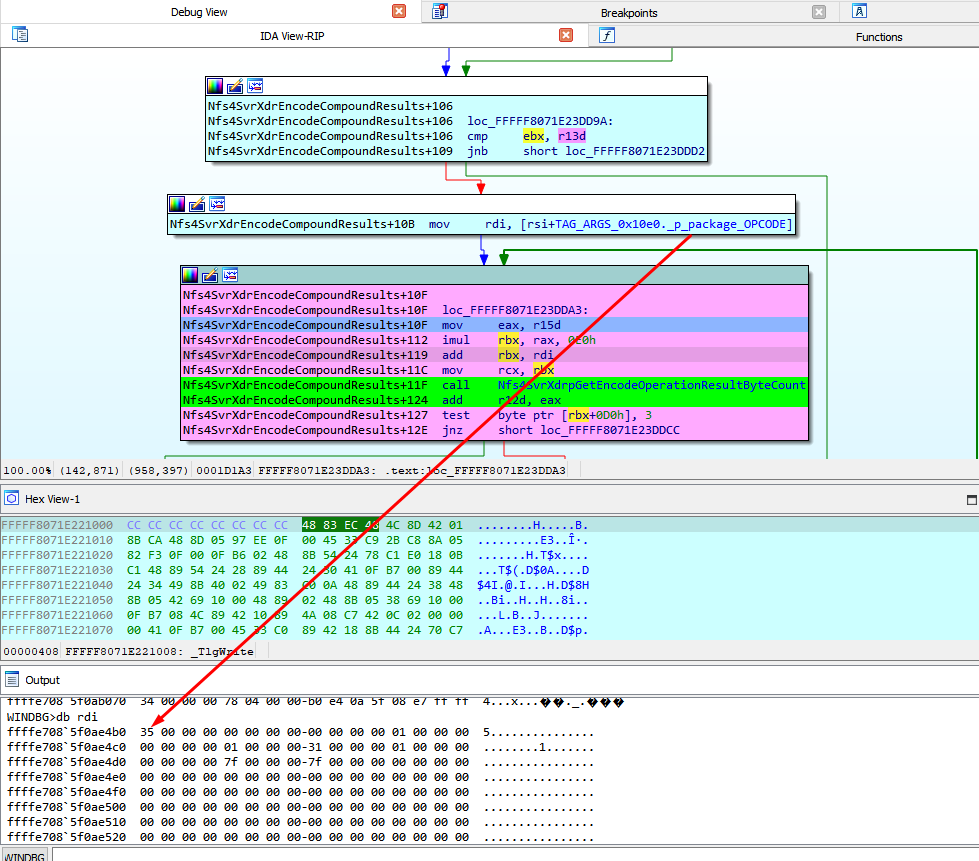 Debug View
Breakpoints
IDA View-RIP
Functions
Nfs4SvrXdrEncodeCompoundResults+106
Nfs4SvrXdrEncodeCompoundResults+106 loc_FFFFF8071E23DD9A:
Nfs4SvrXdrEncodeCompoundResults+106 cmp ebx, r13d
Nfs4SvrXdrEncodeCompoundResults+109 jnb short loc_FFFFF8071E23DDD2
Nfs4SvrXdrEncodeCompoundResults+10B mov rdi, [rsi+TAG_ARGS_0x10e0._p_package_OPCODE]
Nfs4SvrXdrEncodeCompoundResults+10F
Nfs4SvrXdrEncodeCompoundResults+10F loc_FFFFF8071E23DDA3:
Nfs4SvrXdrEncodeCompoundResults+10F mov eax, r15d
Nfs4SvrXdrEncodeCompoundResults+112 imul rbx, rax, 0E0h
Nfs4SvrXdrEncodeCompoundResults+119 add rbx, rdi
Nfs4SvrXdrEncodeCompoundResults+11C mov rcx, rbx
Nfs4SvrXdrEncodeCompoundResults+11F call Nfs4SvrXdrpGetEncodeOperationResultByteCount
Nfs4SvrXdrEncodeCompoundResults+124 add r12d, eax
Nfs4SvrXdrEncodeCompoundResults+127 test byte ptr [rbx+0D0h], 3
Nfs4SvrXdrEncodeCompoundResults+12E jnz short loc_FFFFF8071E23DDCC
100.00% (142,871) (958,397) 0001D1A3 FFFFF8071E23DDA3: .text:loc_FFFFF8071E23DDA3
Hex View-1
FFFFF8071E221000 CC CC CC CC CC CC CC CC 48 83 EC 48 4C 8D 42 01 ........H.....B.
FFFFF8071E221010 8B CA 48 8D 05 97 EE 0F 00 45 33 C9 2B C8 8A 05
FFFFF8071E221020 82 F3 0F 00 0F B6 02 48 8B 54 24 78 C1 E0 18 0B .......H.T$x....
FFFFF8071E221030 C1 48 89 54 24 28 89 44 24 30 41 0F B7 00 89 44 ...T$(.D$0A....D
FFFFF8071E221040 24 34 49 8B 40 02 49 83 C0 0A 48 89 44 24 38 48 $4I.@.I...H.D$8H
FFFFF8071E221050 8B 05 42 69 10 00 48 89 02 48 8B 05 38 69 10 00 ..Bi..H..H..8i..
FFFFF8071E221060 0F B7 08 4C 89 42 10 4A 08 C7 42 0C 02 00 00 ...L.B..J.......
FFFFF8071E221070 00 41 0F B7 00 45 33 C0 89 42 18 8B 44 24 70 C7 .A...E3..B..D$p.
00000408 FFFFF8071E221008: _TlgWrite
Output
ffffe708`5f0ab070 34 00 00 00 78 04 00 00-b0 e4 0a 5f 08 e7 ff ff 4...x...��._.���
WINDBG>db rdi
ffffe708`5f0ae4b0 35 00 00 00 00 00 00 00-00 00 00 00 01 00 00 00 5...............
ffffe708`5f0ae4c0 00 00 00 00 01 00 00 00-31 00 00 00 01 00 00 00 ........1.......
ffffe708`5f0ae4d0 00 00 00 00 7f 00 00 00-7f 00 00 00 00 00 00 00 ................
ffffe708`5f0ae4e0 00 00 00 00 00 00 00 00-00 00 00 00 00 00 00 00 ................
ffffe708`5f0ae4f0 00 00 00 00 00 00 00 00-00 00 00 00 00 00 00 00 ................
ffffe708`5f0ae500 00 00 00 00 00 00 00 00-00 00 00 00 00 00 00 00 ................
ffffe708`5f0ae510 00 00 00 00 00 00 00 00-00 00 00 00 00 00 00 00 ................
ffffe708`5f0ae520 00 00 00 00 00 00 00 00-00 00 00 00 00 00 00 00 ................
WINDBG